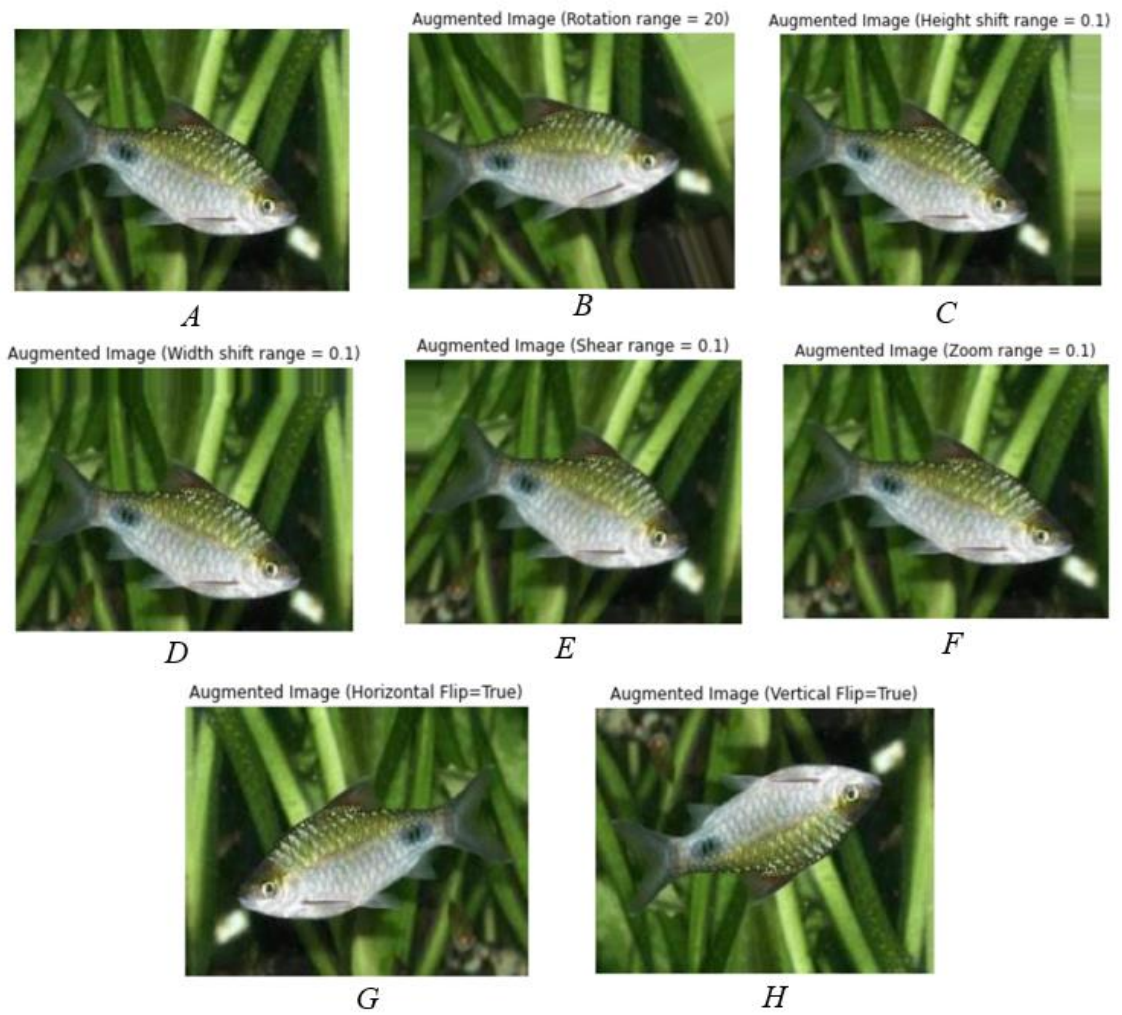 Augmented Image (Rotation range = 20)
Augmented Image (Height shift range = 0.1)
A
B
C
Augmented Image (Width shift range = 0.1)
Augmented Image (Shear range = 0.1)
Augmented Image (Zoom range = 0.1)
D
E
F
Augmented Image (Horizontal Flip=True)
Augmented Image (Vertical Flip=True)
G
H